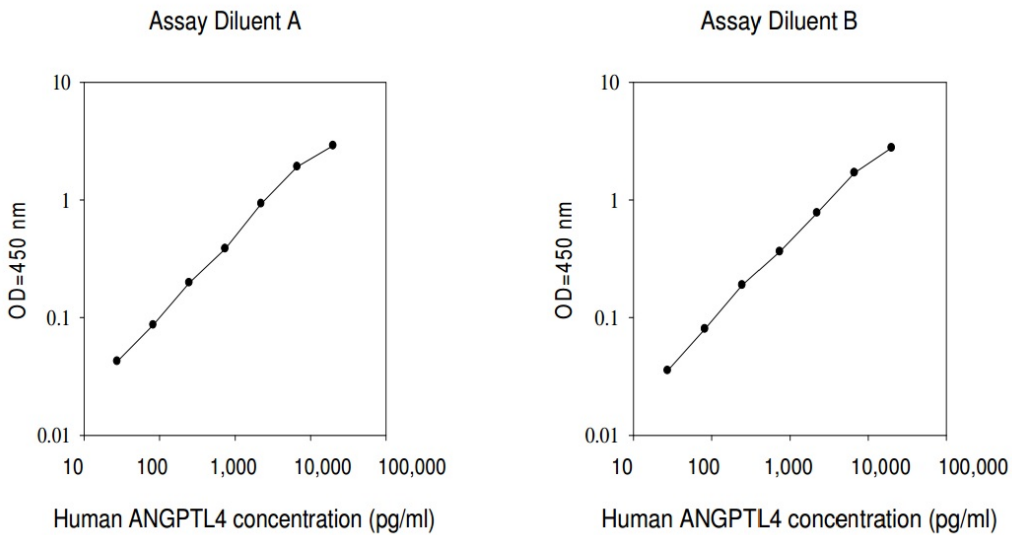 Assay Diluent A
10
1
0.1
0.01
OD=450 nm
10 100 1,000 10,000 100,000
Human ANGPTL4 concentration (pg/ml)
Assay Diluent B
10
1
0.1
0.01
OD=450 nm
10 100 1,000 10,000 100,000
Human ANGPTL4 concentration (pg/ml)